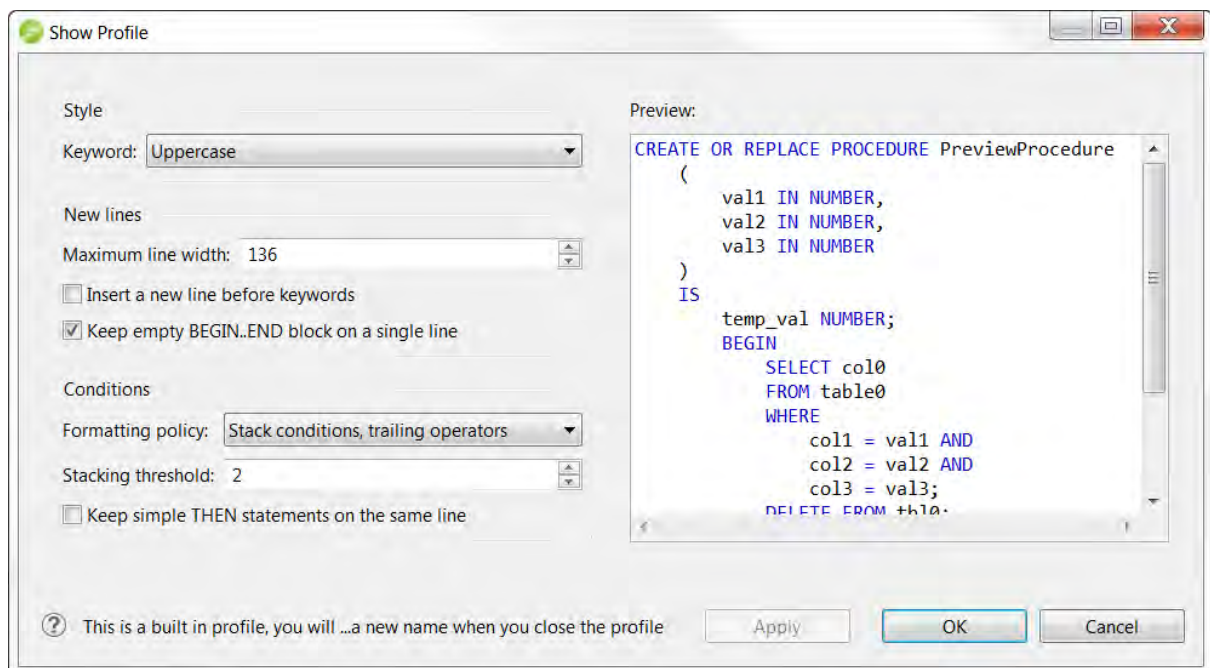 Show Profile
Style
Keyword: Uppercase
New lines
Maximum line width: 136
Insert a new line before keywords
Keep empty BEGIN..END block on a single line
Conditions
Formatting policy: Stack conditions, trailing operators
Stacking threshold: 2
Keep simple THEN statements on the same line
Preview:
CREATE OR REPLACE PROCEDURE PreviewProcedure
(
val1 IN NUMBER,
val2 IN NUMBER,
val3 IN NUMBER
)
IS
temp_val NUMBER;
BEGIN
SELECT col0
FROM table0
WHERE
col1 = val1 AND
col2 = val2 AND
col3 = val3;
DELETE FROM tbl0;
This is a built in profile, you will ...a new name when you close the profile
Apply
OK
Cancel